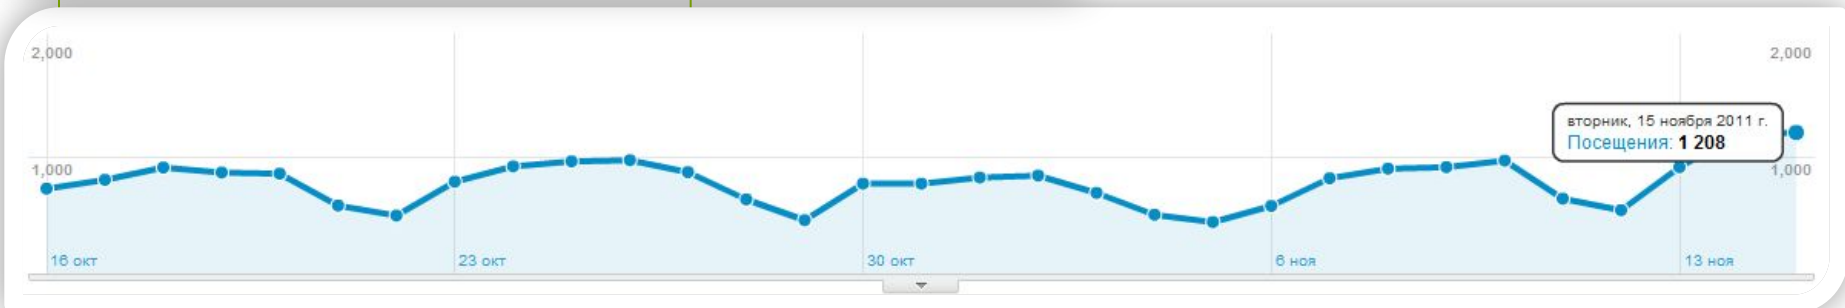 2,000
2,000
вторник, 15 ноября 2011 г.
Посещения: 1 208
1,000
1,000
16 окт
23 окт
30 окт
6 ноя
13 ноя